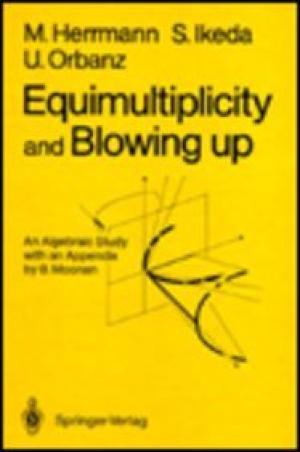 M. Herrmann S. Ikeda
U. Orbanz
Equimultiplicity
and Blowing up
An Algebraic Study
with an Appendix
by B. Moonen
Springer-Verlag